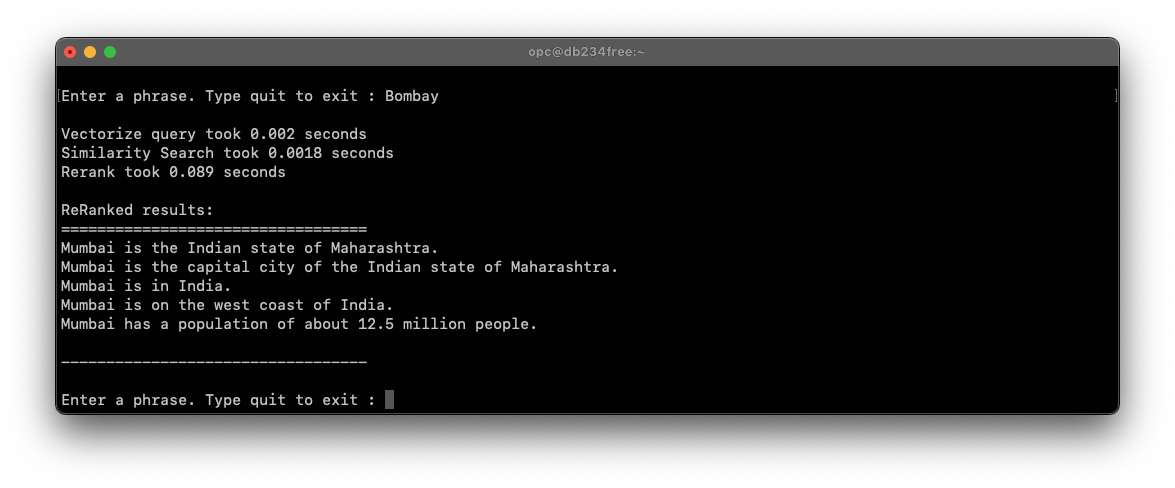 opc@db234free:~
[Enter a phrase. Type quit to exit : Bombay ]
Vectorize query took 0.002 seconds
Similarity Search took 0.0018 seconds
Rerank took 0.089 seconds
ReRanked results:
==================================
Mumbai is the Indian state of Maharashtra.
Mumbai is the capital city of the Indian state of Maharashtra.
Mumbai is in India.
Mumbai is on the west coast of India.
Mumbai has a population of about 12.5 million people.
----------------------------------
Enter a phrase. Type quit to exit :